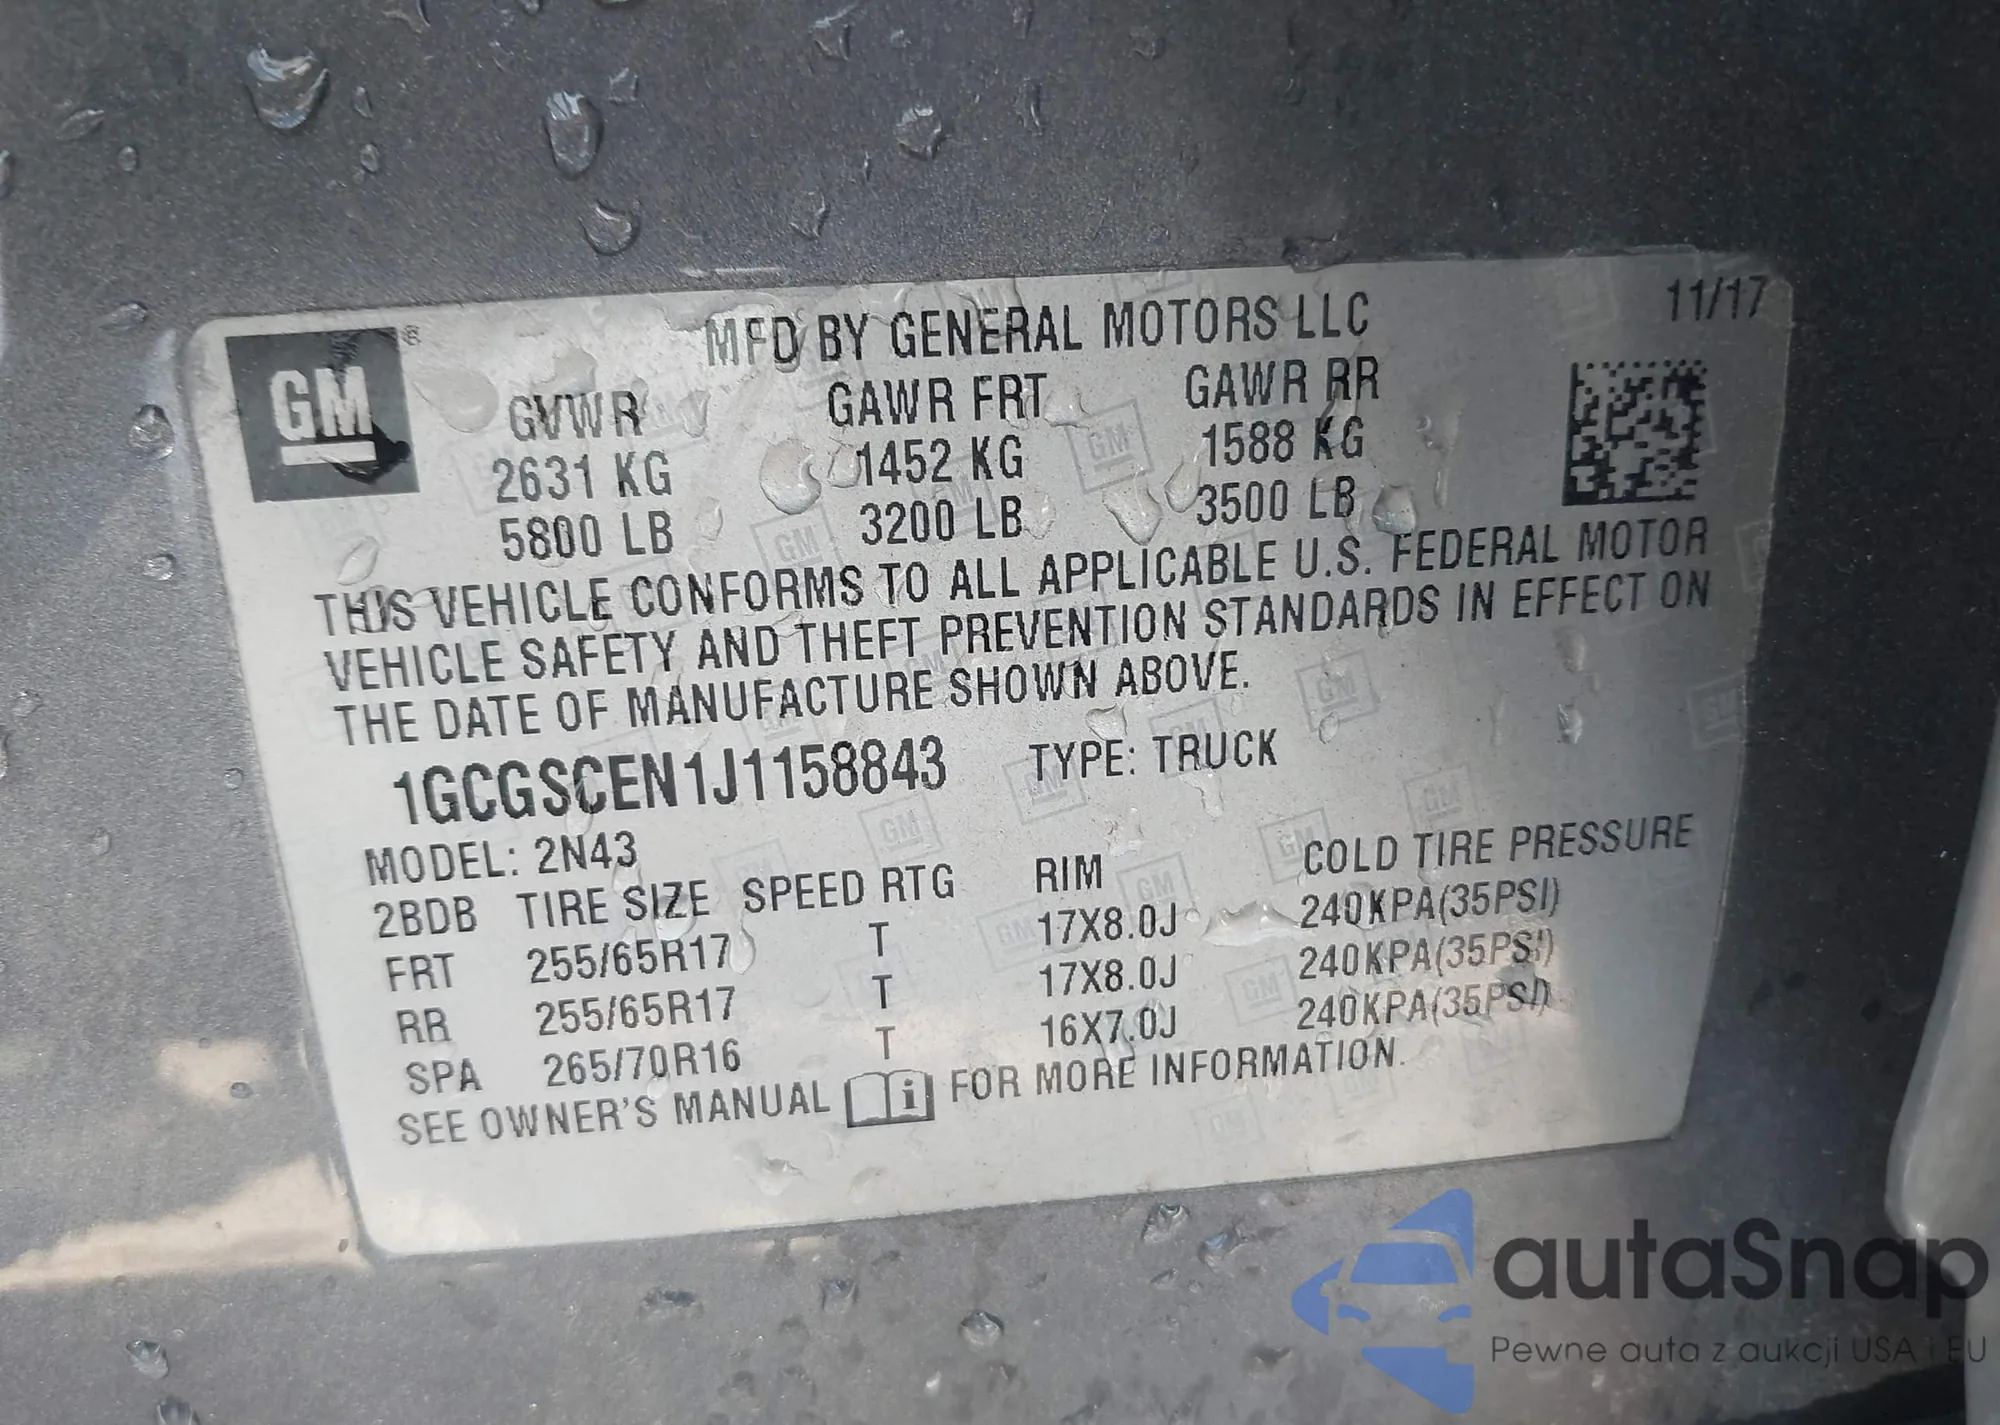 11/17
GM®
MFD BY GENERAL MOTORS LLC
GVWR GAWR FRT GAWR RR
2631 KG 1452 KG 1588 KG
5800 LB 3200 LB 3500 LB
THIS VEHICLE CONFORMS TO ALL APPLICABLE U.S. FEDERAL MOTOR
VEHICLE SAFETY AND THEFT PREVENTION STANDARDS IN EFFECT ON
THE DATE OF MANUFACTURE SHOWN ABOVE.
1GCGSCEN1J1158843 TYPE: TRUCK
MODEL: 2N43
2BDB TIRE SIZE SPEED RTG RIM COLD TIRE PRESSURE
FRT 255/65R17 T 17X8.0J 240KPA(35PSI)
RR 255/65R17 T 17X8.0J 240KPA(35PSI)
SPA 265/70R16 T 16X7.0J 240KPA(35PSI)
SEE OWNER'S MANUAL i FOR MORE INFORMATION.
autaSnap
Pewne auta z aukcji USA i EU